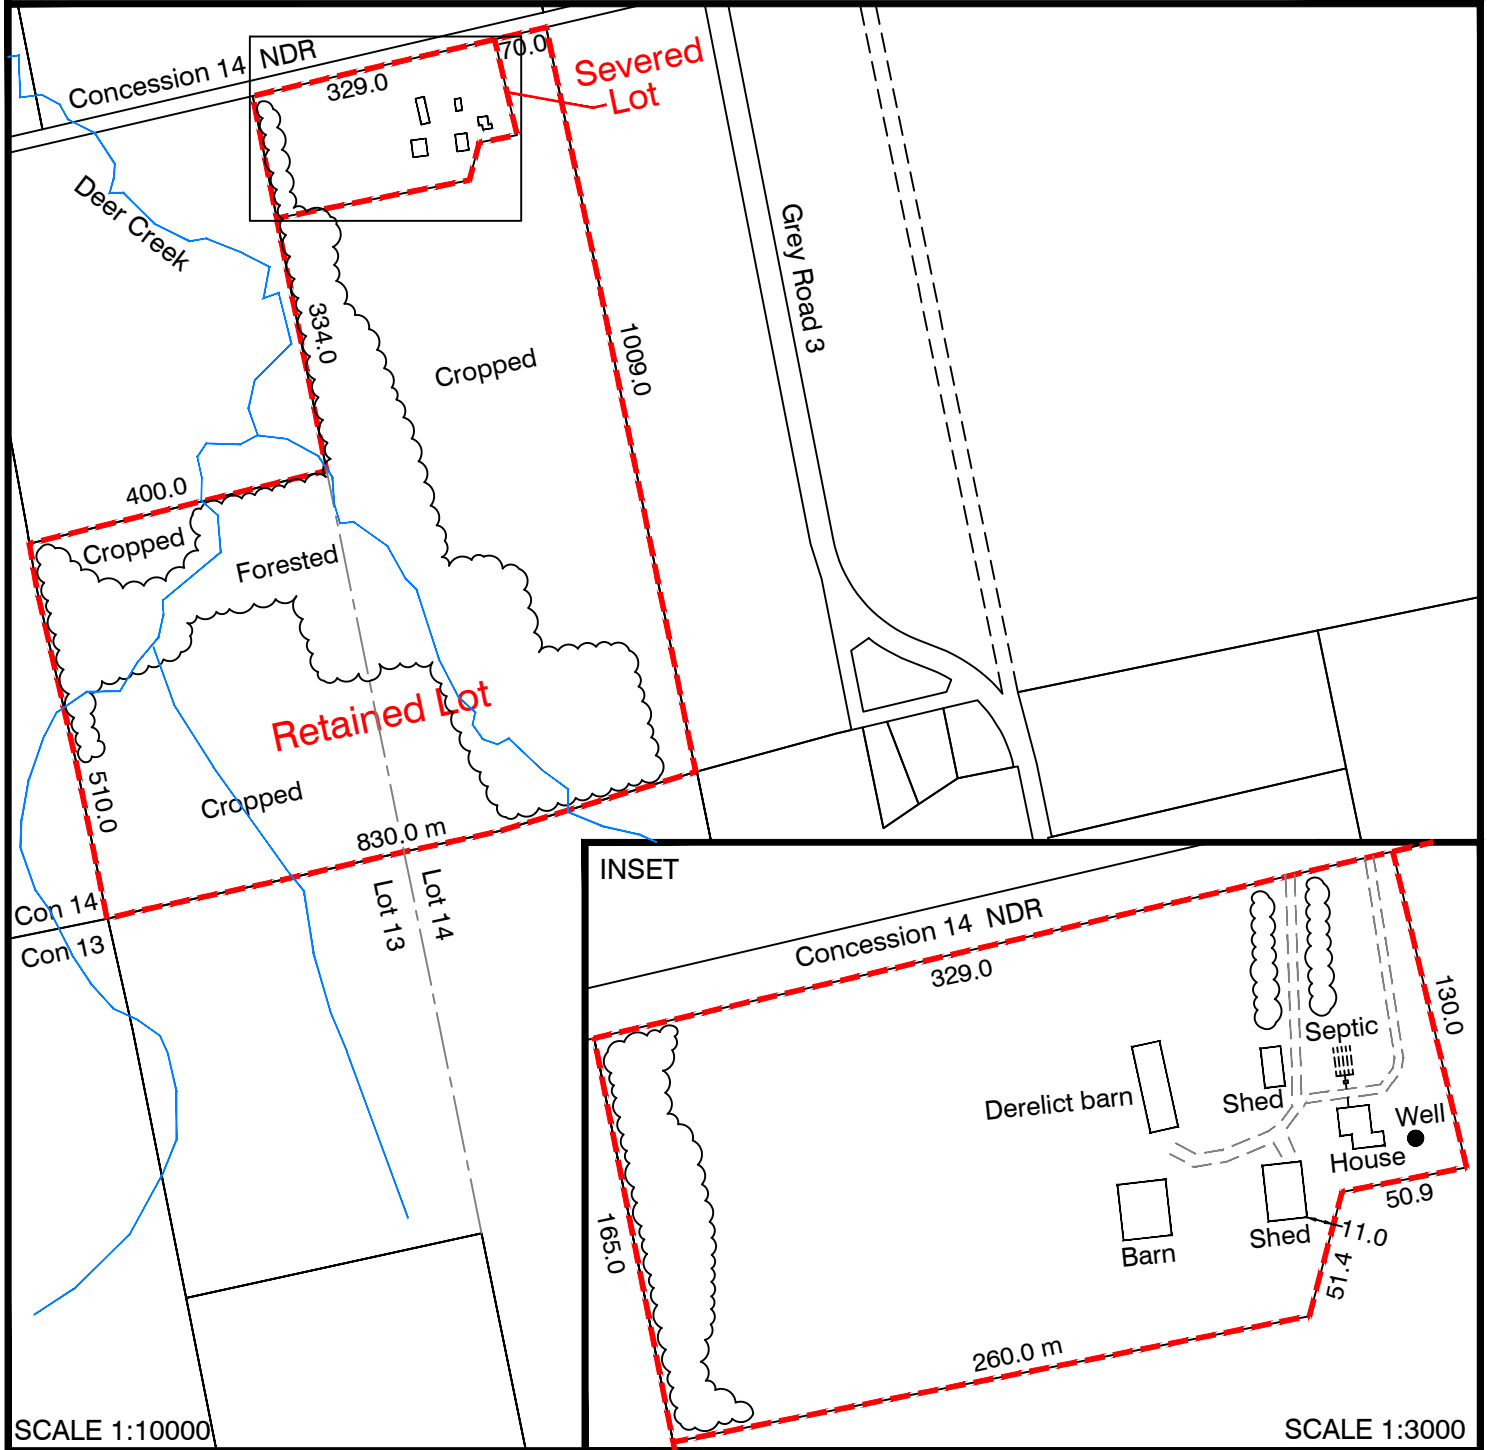 Concession 14 NDR
70.0
329.0
Severed
Lot
Deer Creek
Grey Road 3
334.0
1009.0
Cropped
400.0
Cropped
Forested
Retained Lot
510.0
Cropped
830.0 m
Lot 13
Lot 14
Con 14
Con 13
SCALE 1:10000
INSET
Concession 14 NDR
329.0
130.0
Septic
Derelict barn
Shed
Well
House
50.9
165.0
Barn
Shed
11.0
51.4
260.0 m
SCALE 1:3000